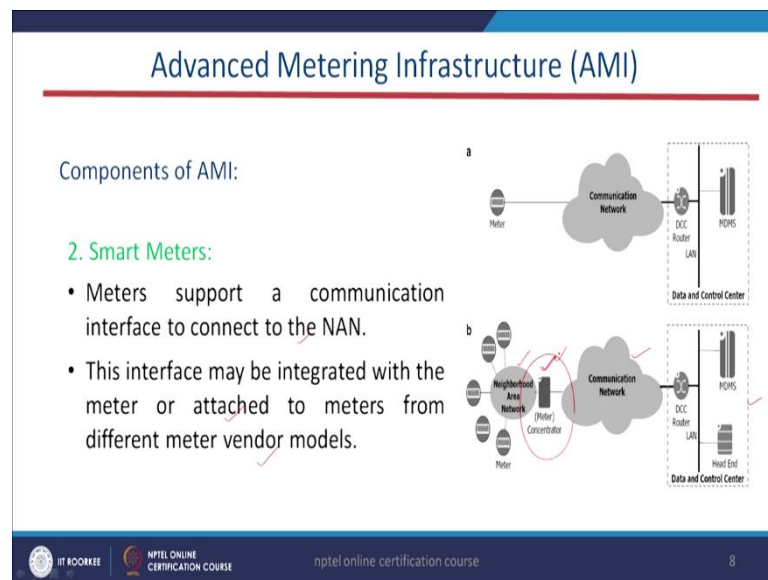 Advanced Metering Infrastructure (AMI)
Components of AMI:
2. Smart Meters:
• Meters support a communication
interface to connect to the NAN.
• This interface may be integrated with the
meter or attached to meters from
different meter vendor models.
a
Meter
Communication
Network
DCC
Router
LAN
MDMS
Data and Control Center
b
Meter
Neighborhood
Area
Network
(Meter)
Concentrator
Communication
Network
DCC
Router
LAN
MDMS
Head End
Data and Control Center
IIT ROORKEE
NPTEL ONLINE
CERTIFICATION COURSE
nptel online certification course
8